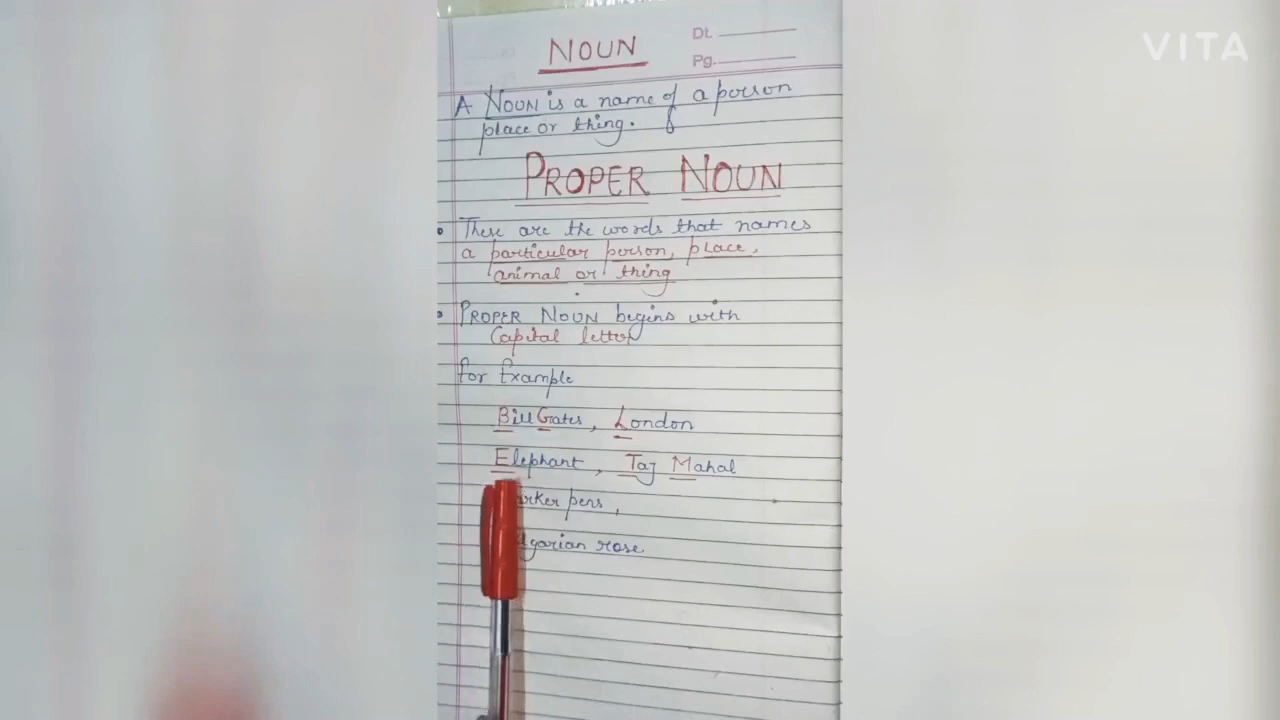 NOUN
Dt.
Pg.
VITA
A NOUN is a name of a person
place or thing.
PROPER NOUN
These are the words that names
a particular person, place,
animal or thing
PROPER NOUN begins with
Capital letter
for Example
Bill Gates, London
Elephant, Taj Mahal
pens,
rose